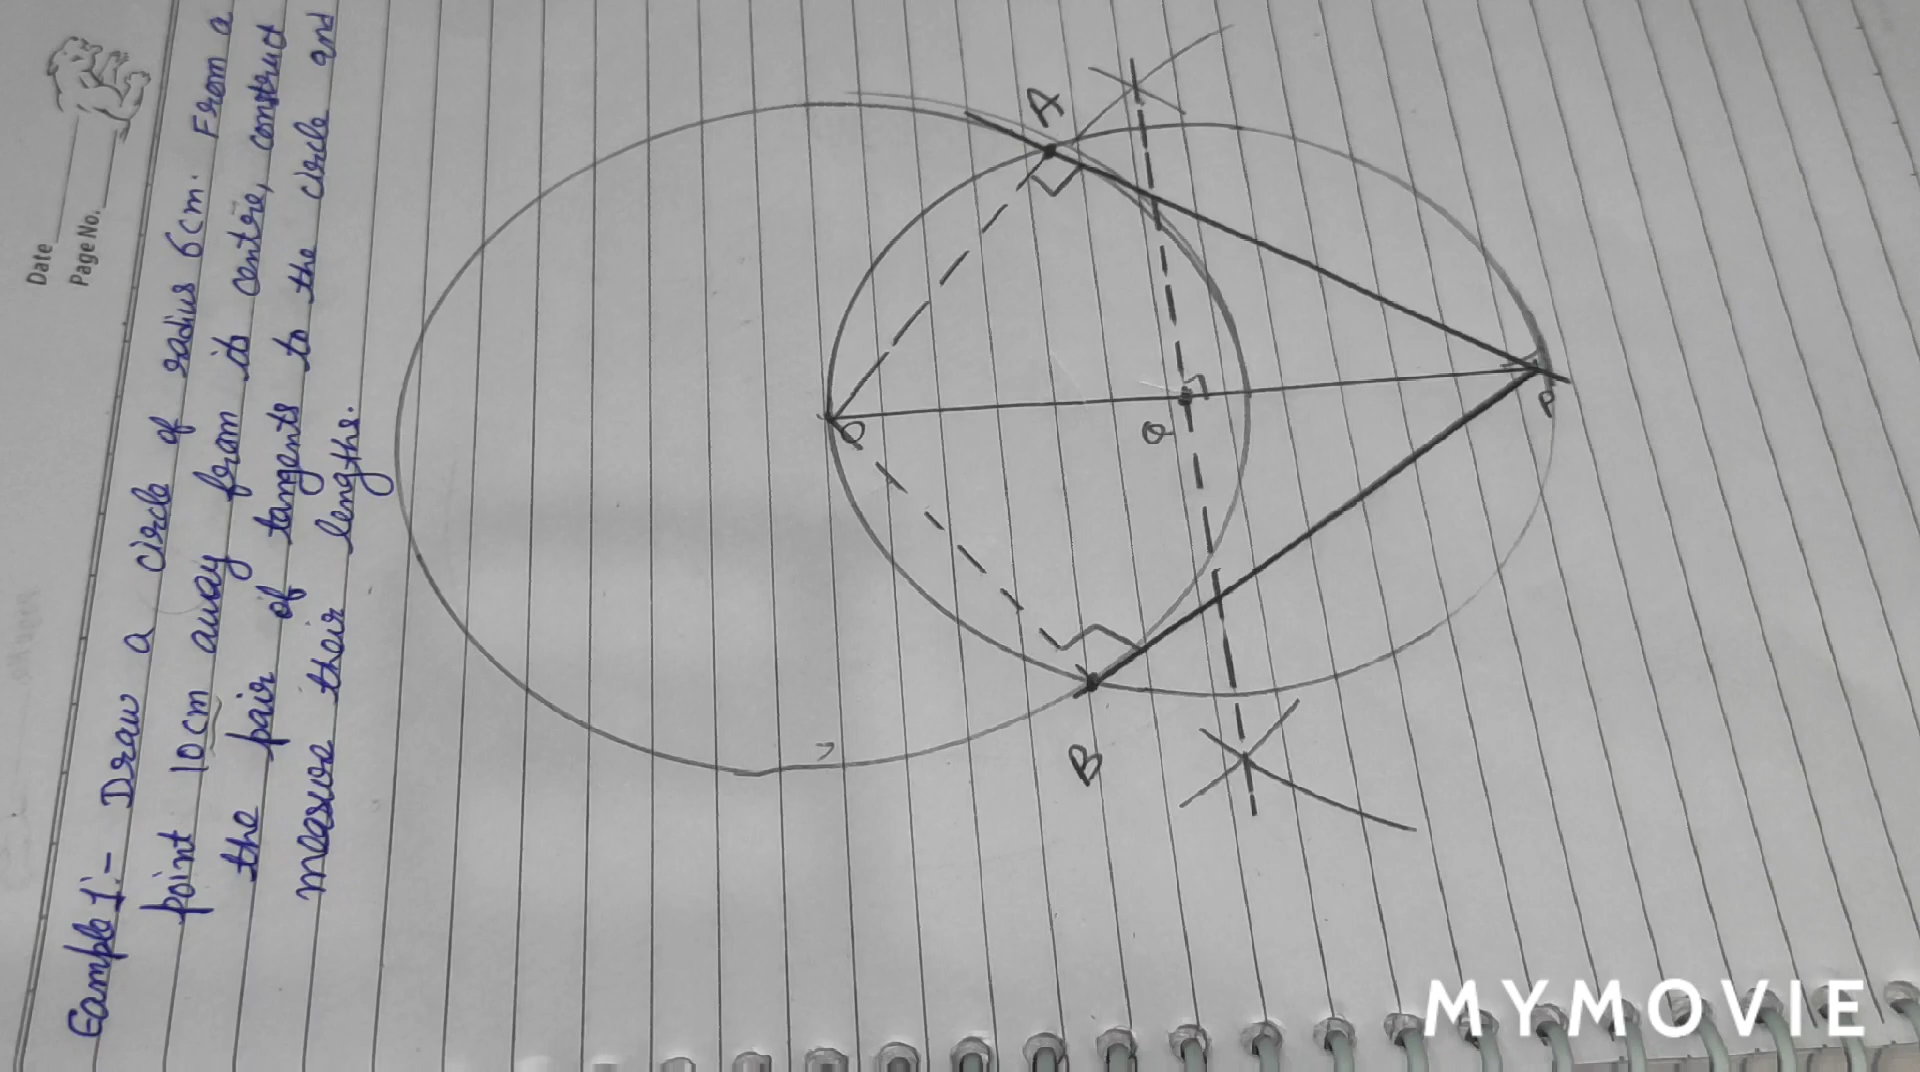 Date
Page No.
Example 1:- Draw a circle of radius 6cm. From a
point 10cm away from its centre, construct
the pair of tangents to the circle and
measure their lengths.
A
O
Q
P
B
MYMOVIE